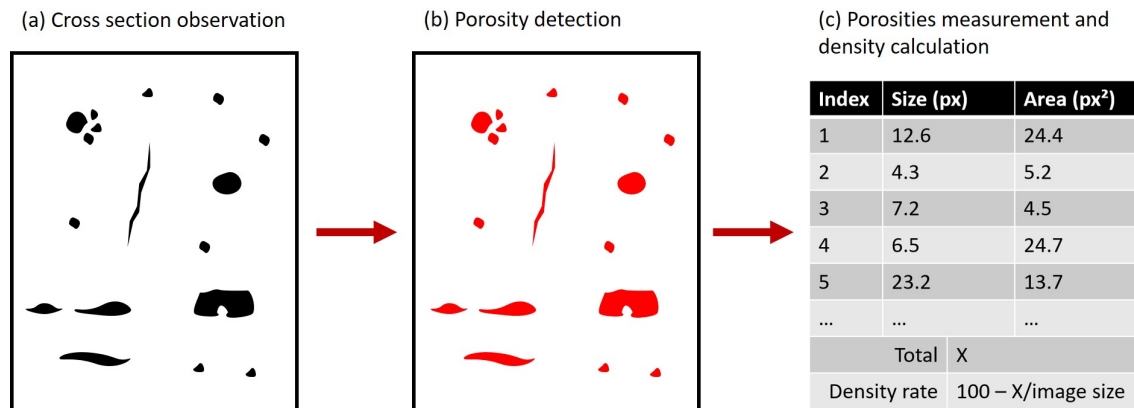 (a) Cross section observation
(b) Porosity detection
(c) Porosities measurement and
density calculation
Index Size (px) Area (px²)
1 12.6 24.4
2 4.3 5.2
3 7.2 4.5
4 6.5 24.7
5 23.2 13.7
... ... ...
Total X
Density rate 100 – X/image size